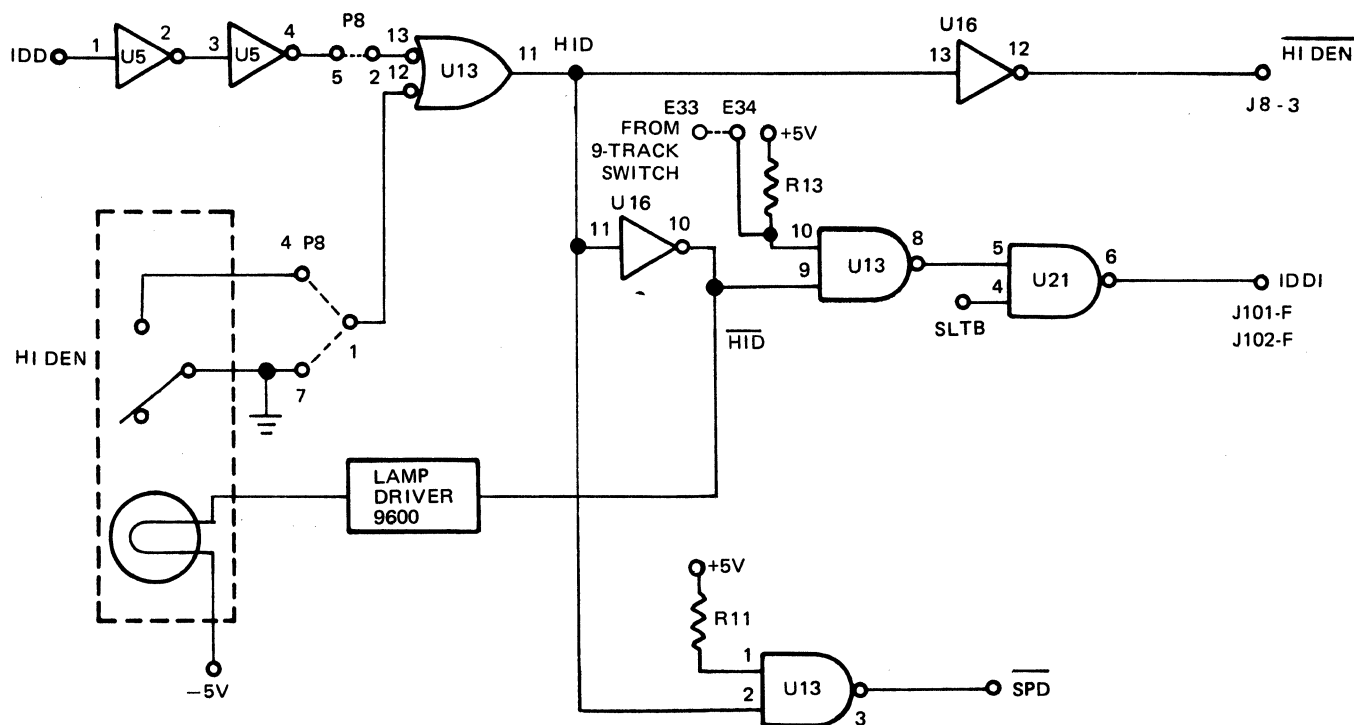 IDD 1 U5 2 3 U5 4 P8 5 2 13 12 U13 11 HID
U16 13 12 HI DEN
J8-3
E33 E34
FROM
9-TRACK
SWITCH
+5V
R13
U16
11 10
10 9 U13 8 5 4 U21 6 IDDI
SLTB
J101-F
J102-F
HID
4 P8
1
7
HI DEN
LAMP
DRIVER
9600
-5V
+5V
R11
1
2 U13 3 SPD